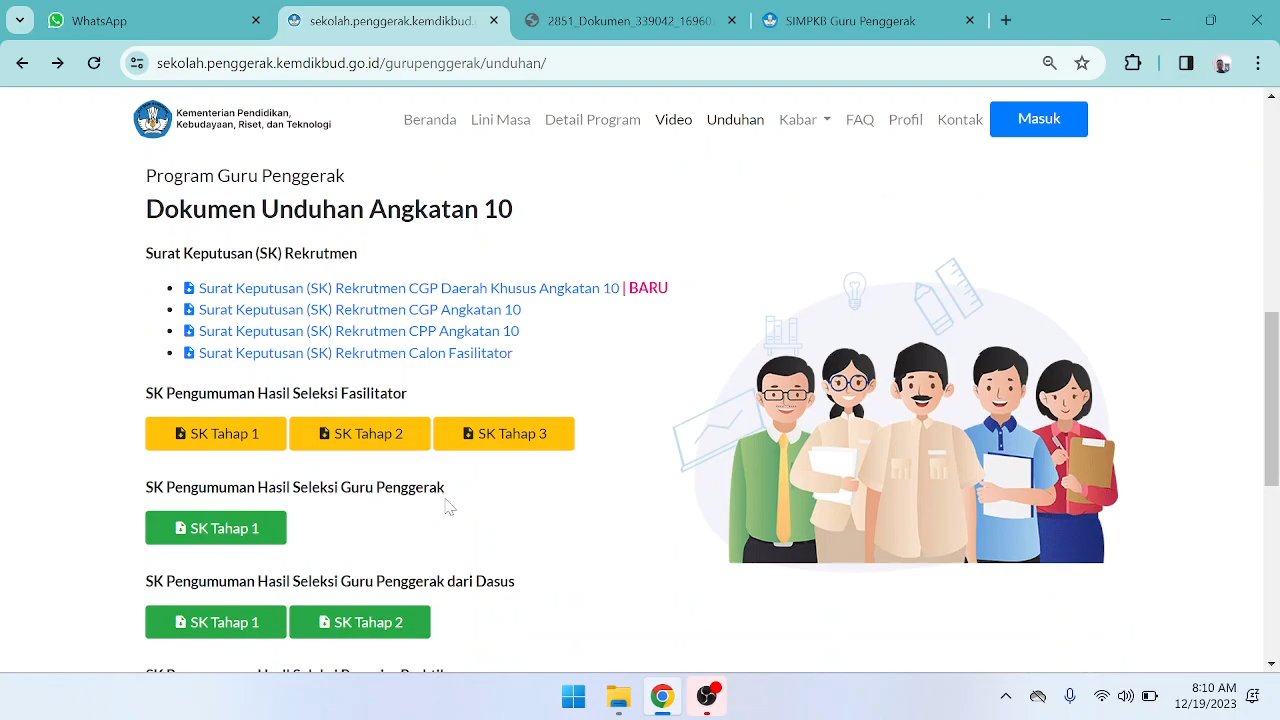 WhatsApp
sekolah.penggerak.kemdikbud.
2851_Dokumen_339042_16960
SIMPKB Guru Penggerak
sekolah.penggerak.kemdikbud.go.id/gurupenggerak/unduhan/
Kementerian Pendidikan,
Kebudayaan, Riset, dan Teknologi
Beranda
Lini Masa
Detail Program
Video
Unduhan
Kabar
FAQ
Profil
Kontak
Masuk
Program Guru Penggerak
Dokumen Unduhan Angkatan 10
Surat Keputusan (SK) Rekrutmen
Surat Keputusan (SK) Rekrutmen CGP Daerah Khusus Angkatan 10 | BARU
Surat Keputusan (SK) Rekrutmen CGP Angkatan 10
Surat Keputusan (SK) Rekrutmen CPP Angkatan 10
Surat Keputusan (SK) Rekrutmen Calon Fasilitator
SK Pengumuman Hasil Seleksi Fasilitator
SK Tahap 1
SK Tahap 2
SK Tahap 3
SK Pengumuman Hasil Seleksi Guru Penggerak
SK Tahap 1
SK Pengumuman Hasil Seleksi Guru Penggerak dari Dasus
SK Tahap 1
SK Tahap 2
8:10 AM
12/19/2023